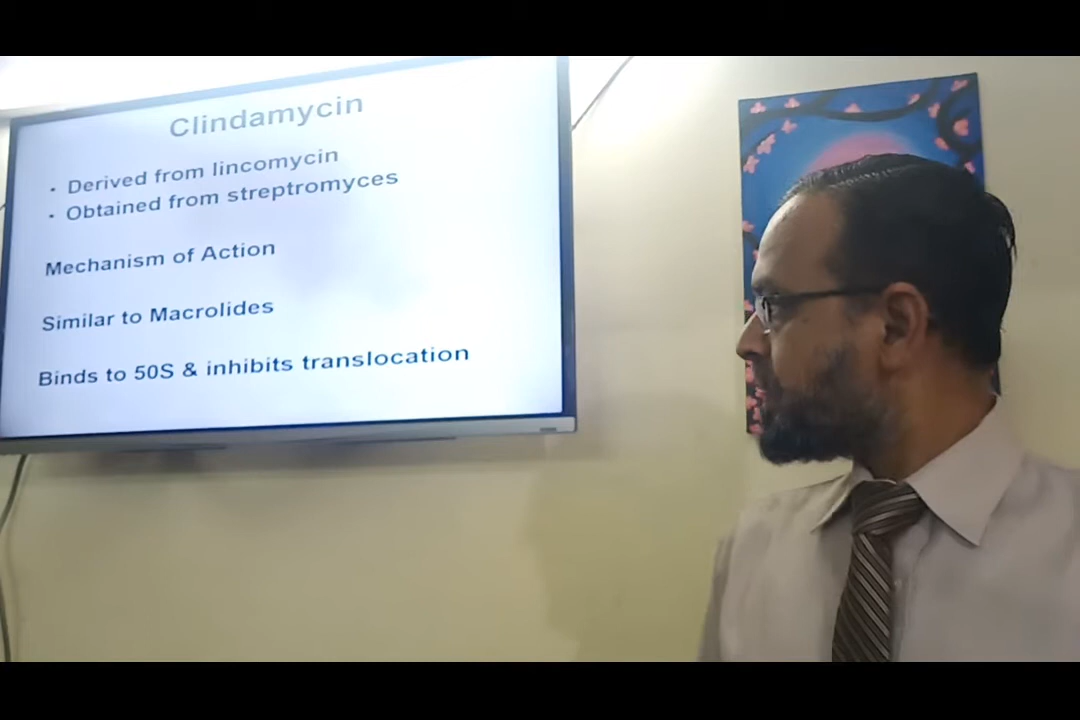 Clindamycin
• Derived from lincomycin
• Obtained from streptromyces
Mechanism of Action
Similar to Macrolides
Binds to 50S & inhibits translocation